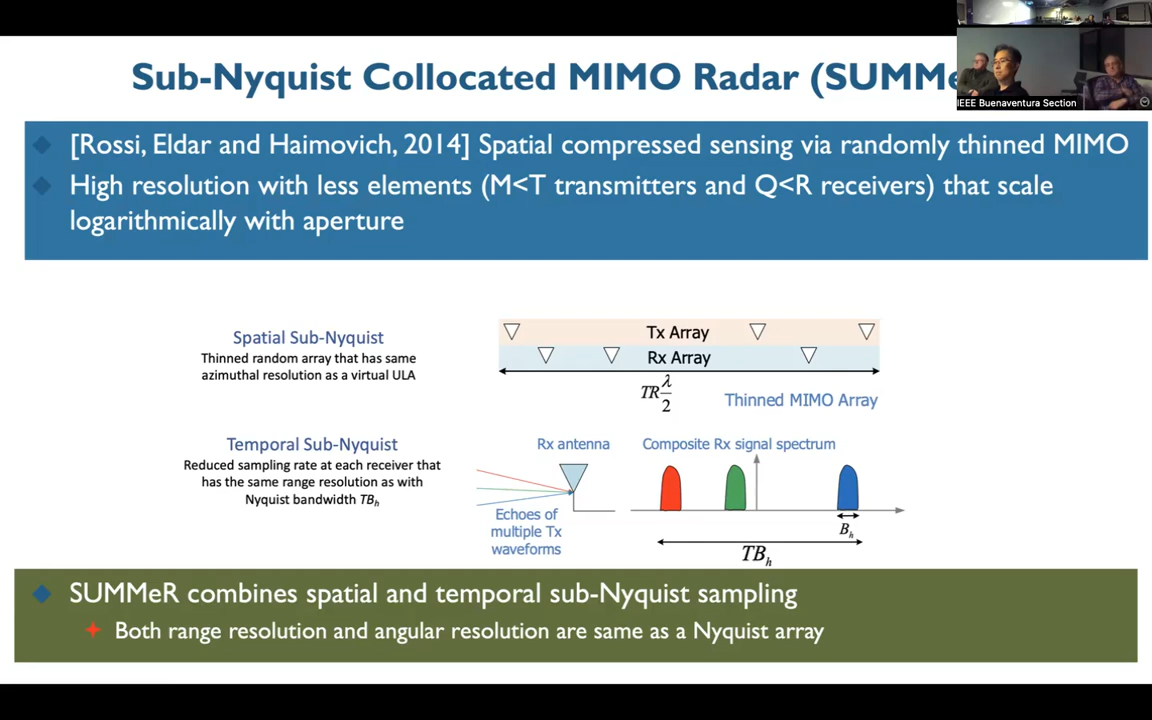 Sub-Nyquist Collocated MIMO Radar (SUMMe
IEEE Buenaventura Section
[Rossi, Eldar and Haimovich, 2014] Spatial compressed sensing via randomly thinned MIMO
High resolution with less elements (M<T transmitters and Q<R receivers) that scale
logarithmically with aperture
Spatial Sub-Nyquist
Thinned random array that has same
azimuthal resolution as a virtual ULA
Tx Array
Rx Array
TR λ/2
Thinned MIMO Array
Temporal Sub-Nyquist
Reduced sampling rate at each receiver that
has the same range resolution as with
Nyquist bandwidth TBh
Rx antenna
Echoes of
multiple Tx
waveforms
Composite Rx signal spectrum
Bh
TBh
SUMMeR combines spatial and temporal sub-Nyquist sampling
Both range resolution and angular resolution are same as a Nyquist array